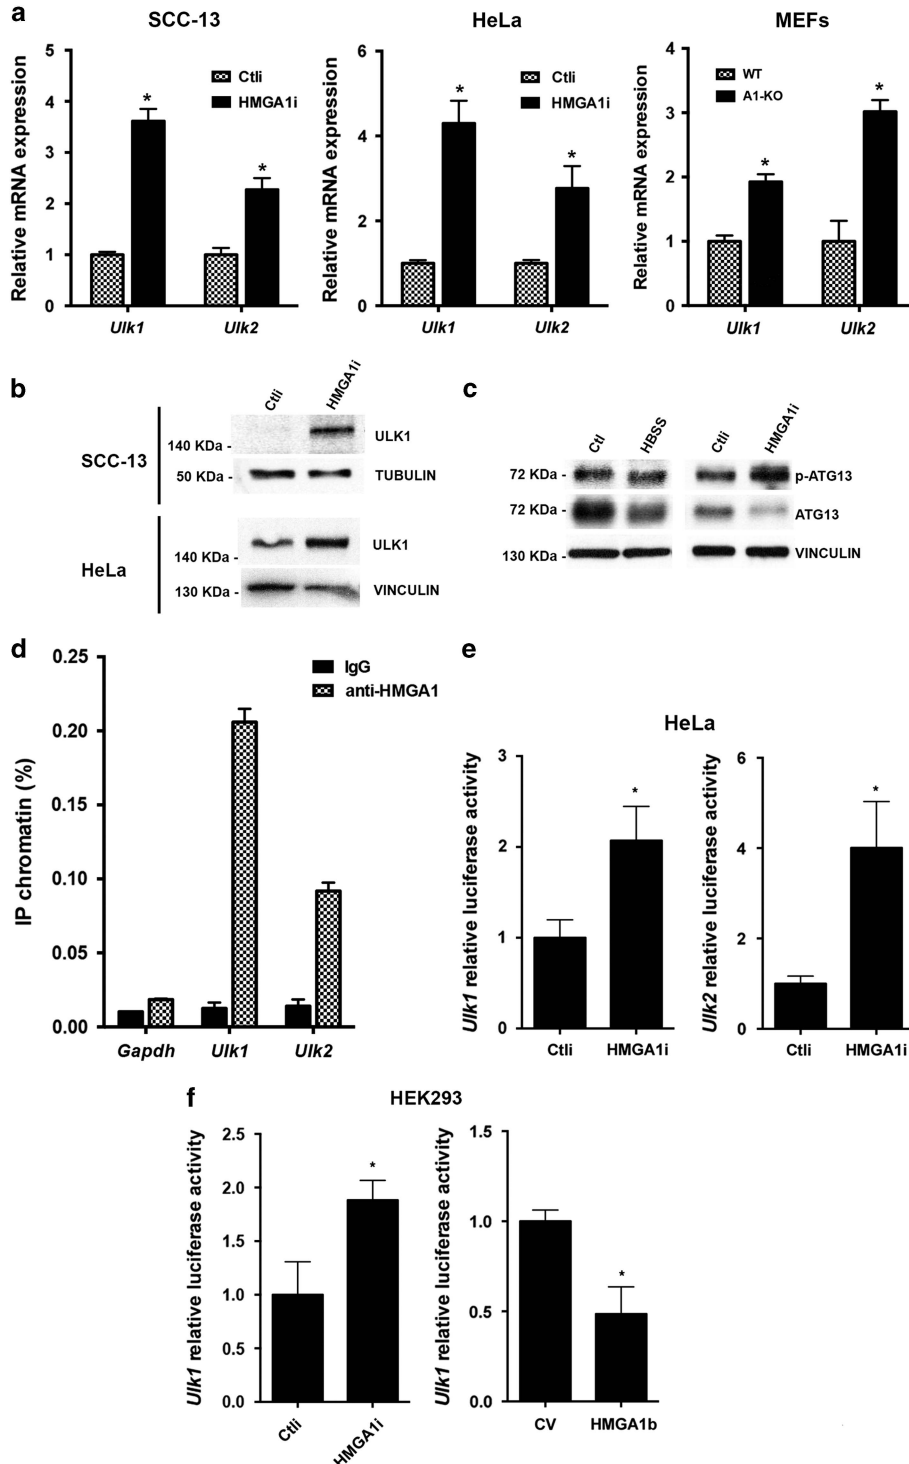 a
SCC-13
HeLa
MEFs
Relative mRNA expression
5
4
3
2
1
0
Ctli
HMGA1i
*
*
Ulk1
Ulk2
Relative mRNA expression
6
4
2
0
Ctli
HMGA1i
*
*
Ulk1
Ulk2
Relative mRNA expression
4
3
2
1
0
WT
A1-KO
*
*
Ulk1
Ulk2
b
Ctli
HMGA1i
SCC-13
140 KDa -
ULK1
50 KDa -
TUBULIN
HeLa
140 KDa -
ULK1
130 KDa -
VINCULIN
c
Ctl
HBSS
Ctli
HMGA1i
72 KDa -
p-ATG13
72 KDa -
ATG13
130 KDa -
VINCULIN
d
IP chromatin (%)
0.25
0.20
0.15
0.10
0.05
0.00
IgG
anti-HMGA1
Gapdh
Ulk1
Ulk2
e
HeLa
Ulk1 relative luciferase activity
3
2
1
0
*
Ctli
HMGA1i
Ulk2 relative luciferase activity
6
4
2
0
*
Ctli
HMGA1i
f
HEK293
Ulk1 relative luciferase activity
2.5
2.0
1.5
1.0
0.5
0.0
*
Ctli
HMGA1i
Ulk1 relative luciferase activity
1.5
1.0
0.5
0.0
*
CV
HMGA1b